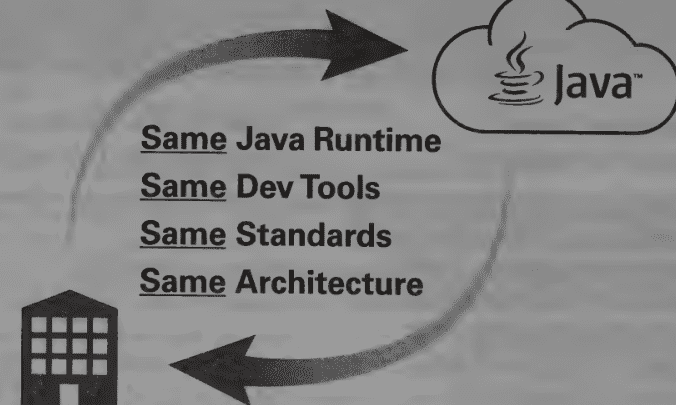 Java™
Same Java Runtime
Same Dev Tools
Same Standards
Same Architecture